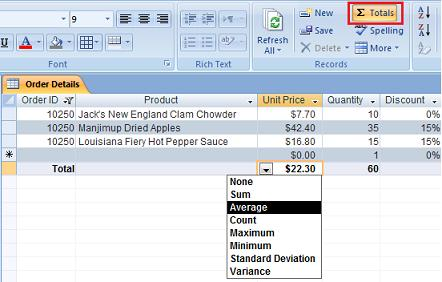 9
New
Σ Totals
Save
ABC Spelling
B I U
A
ab
Refresh All
Delete
More
Font
Rich Text
Records
Order Details
Order ID Product Unit Price Quantity Discount
10250 Jack's New England Clam Chowder $7.70 10 0%
10250 Manjimup Dried Apples $42.40 35 15%
10250 Louisiana Fiery Hot Pepper Sauce $16.80 15 15%
* $0.00 1 0%
Total $22.30 60
None
Sum
Average
Count
Maximum
Minimum
Standard Deviation
Variance